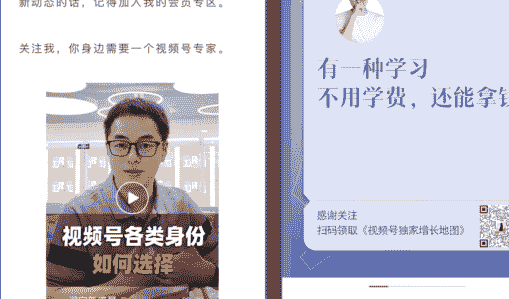 新动态的话，记得加入我的会员专区。
关注我，你身边需要一个视频号专家。
视频号各类身份
如何选择
有一种学习
不用学费，还能拿钱
感谢关注
扫码领取《视频号独家增长地图》